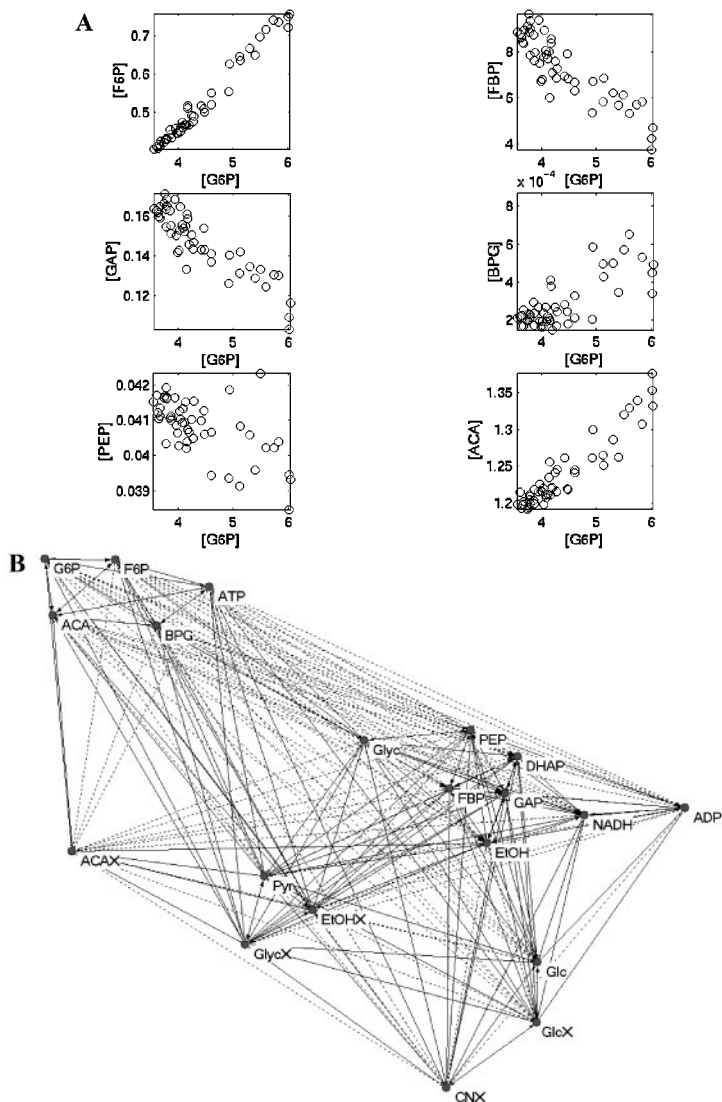 A
[F6P]
0.7
0.6
0.5
4 5 6
[G6P]
[FBP]
8
6
4
4 5 6
[G6P]
[GAP]
0.16
0.14
0.12
4 5 6
[G6P]
x 10⁻⁴
[BPG]
8
6
4
2
4 5 6
[G6P]
[PEP]
0.042
0.041
0.04
0.039
4 5 6
[G6P]
[ACA]
1.35
1.3
1.25
1.2
4 5 6
[G6P]
B
G6P
F6P
ATP
ACA
BPG
Glyc
PEP
DHAP
FBP
GAP
NADH
ADP
EtOH
ACAX
Pyr
EtOHX
GlycX
Glc
GlcX
CNX